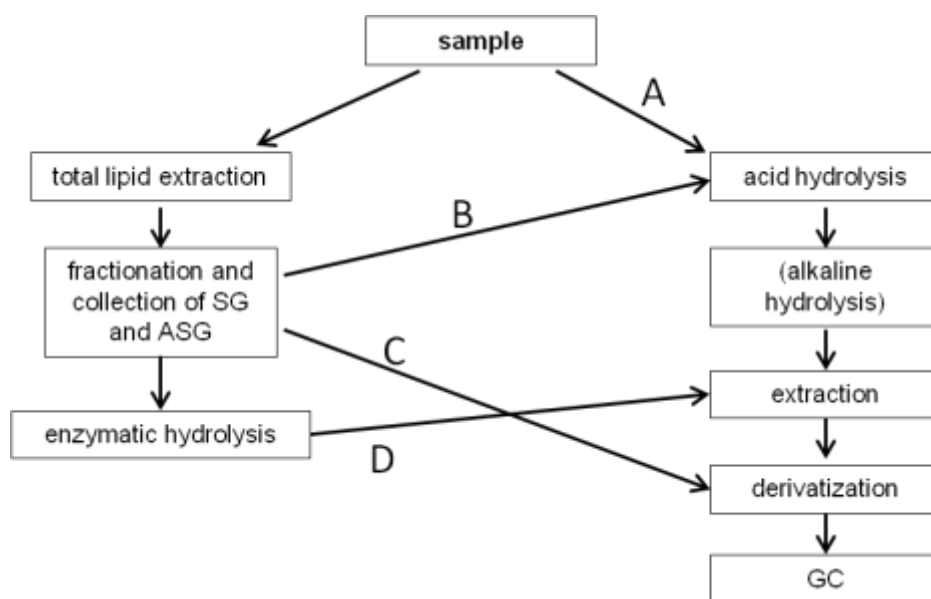 sample
A
total lipid extraction
acid hydrolysis
B
fractionation and
collection of SG
and ASG
(alkaline
hydrolysis)
C
extraction
enzymatic hydrolysis
D
derivatization
GC